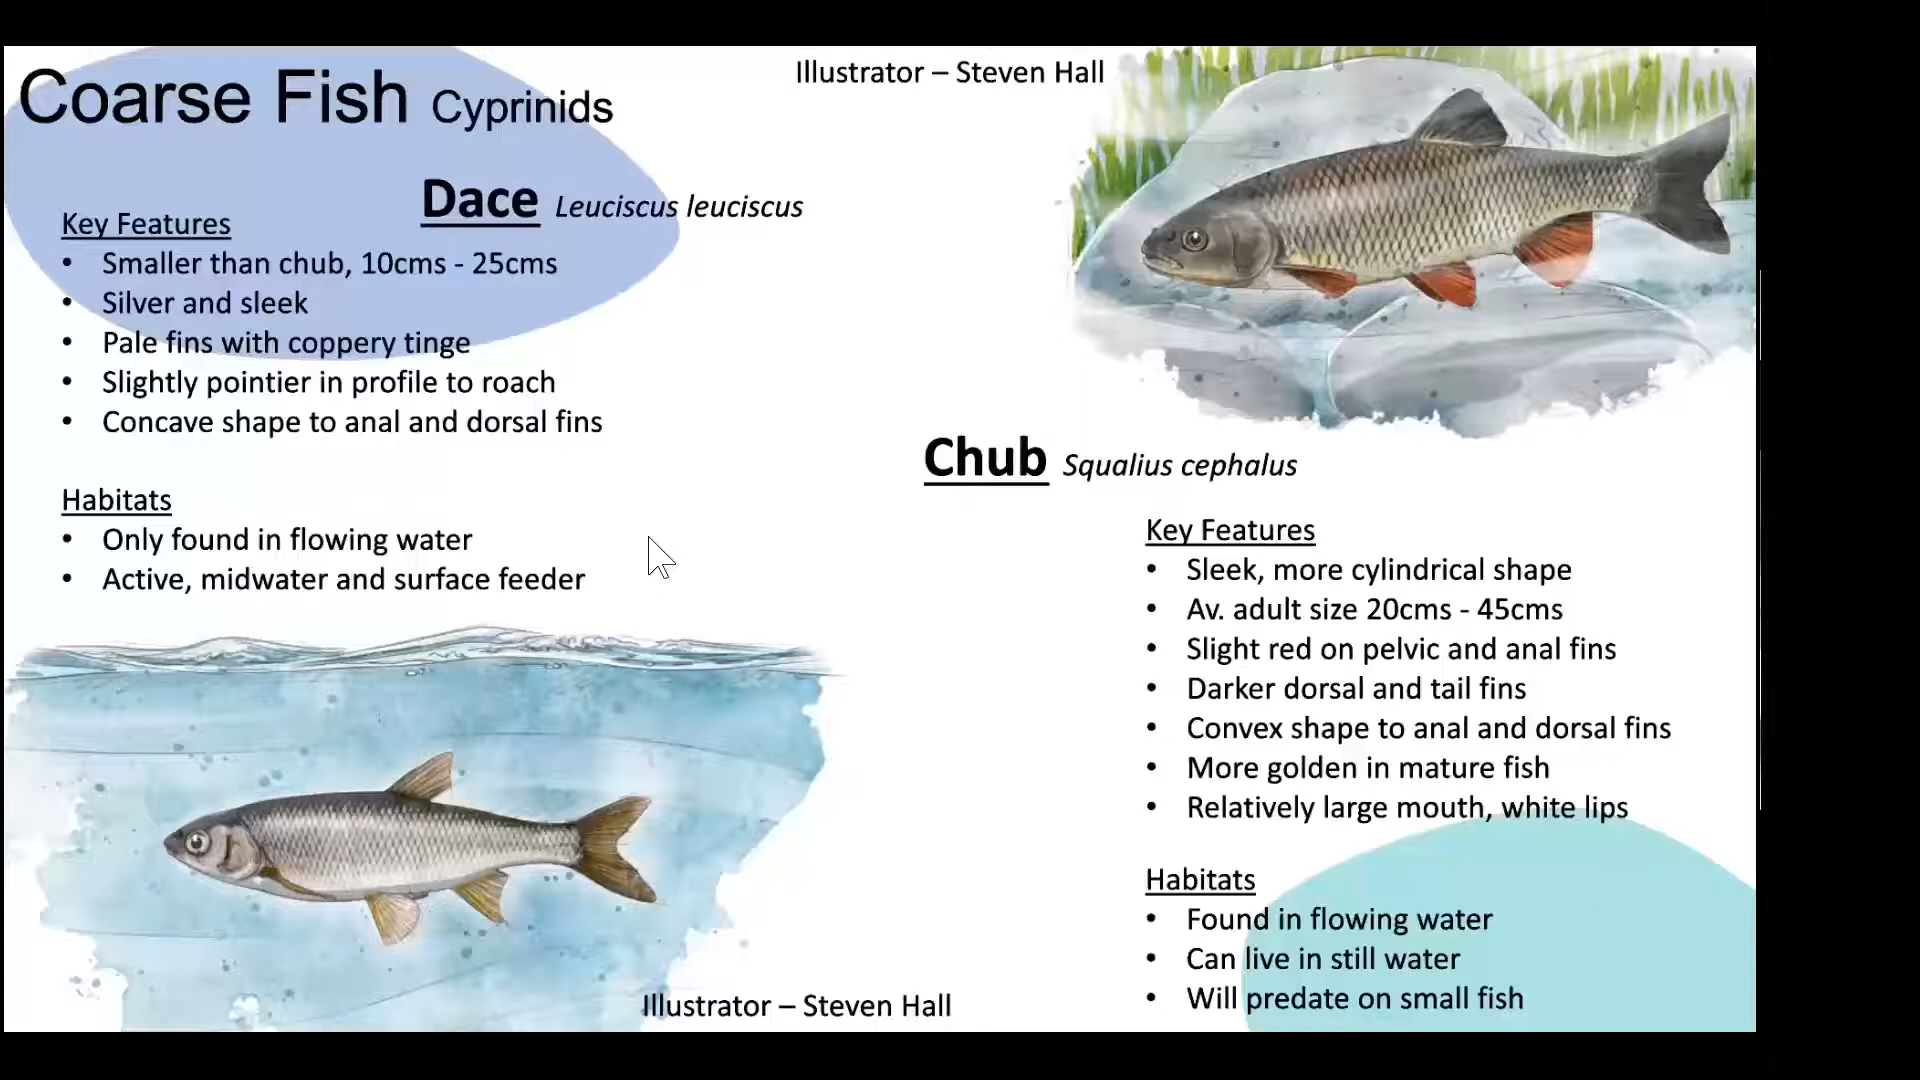 Coarse Fish Cyprinids
Illustrator – Steven Hall
Dace Leuciscus leuciscus
Key Features
• Smaller than chub, 10cms - 25cms
• Silver and sleek
• Pale fins with coppery tinge
• Slightly pointier in profile to roach
• Concave shape to anal and dorsal fins
Habitats
• Only found in flowing water
• Active, midwater and surface feeder
Illustrator – Steven Hall
Chub Squalius cephalus
Key Features
• Sleek, more cylindrical shape
• Av. adult size 20cms - 45cms
• Slight red on pelvic and anal fins
• Darker dorsal and tail fins
• Convex shape to anal and dorsal fins
• More golden in mature fish
• Relatively large mouth, white lips
Habitats
• Found in flowing water
• Can live in still water
• Will predate on small fish